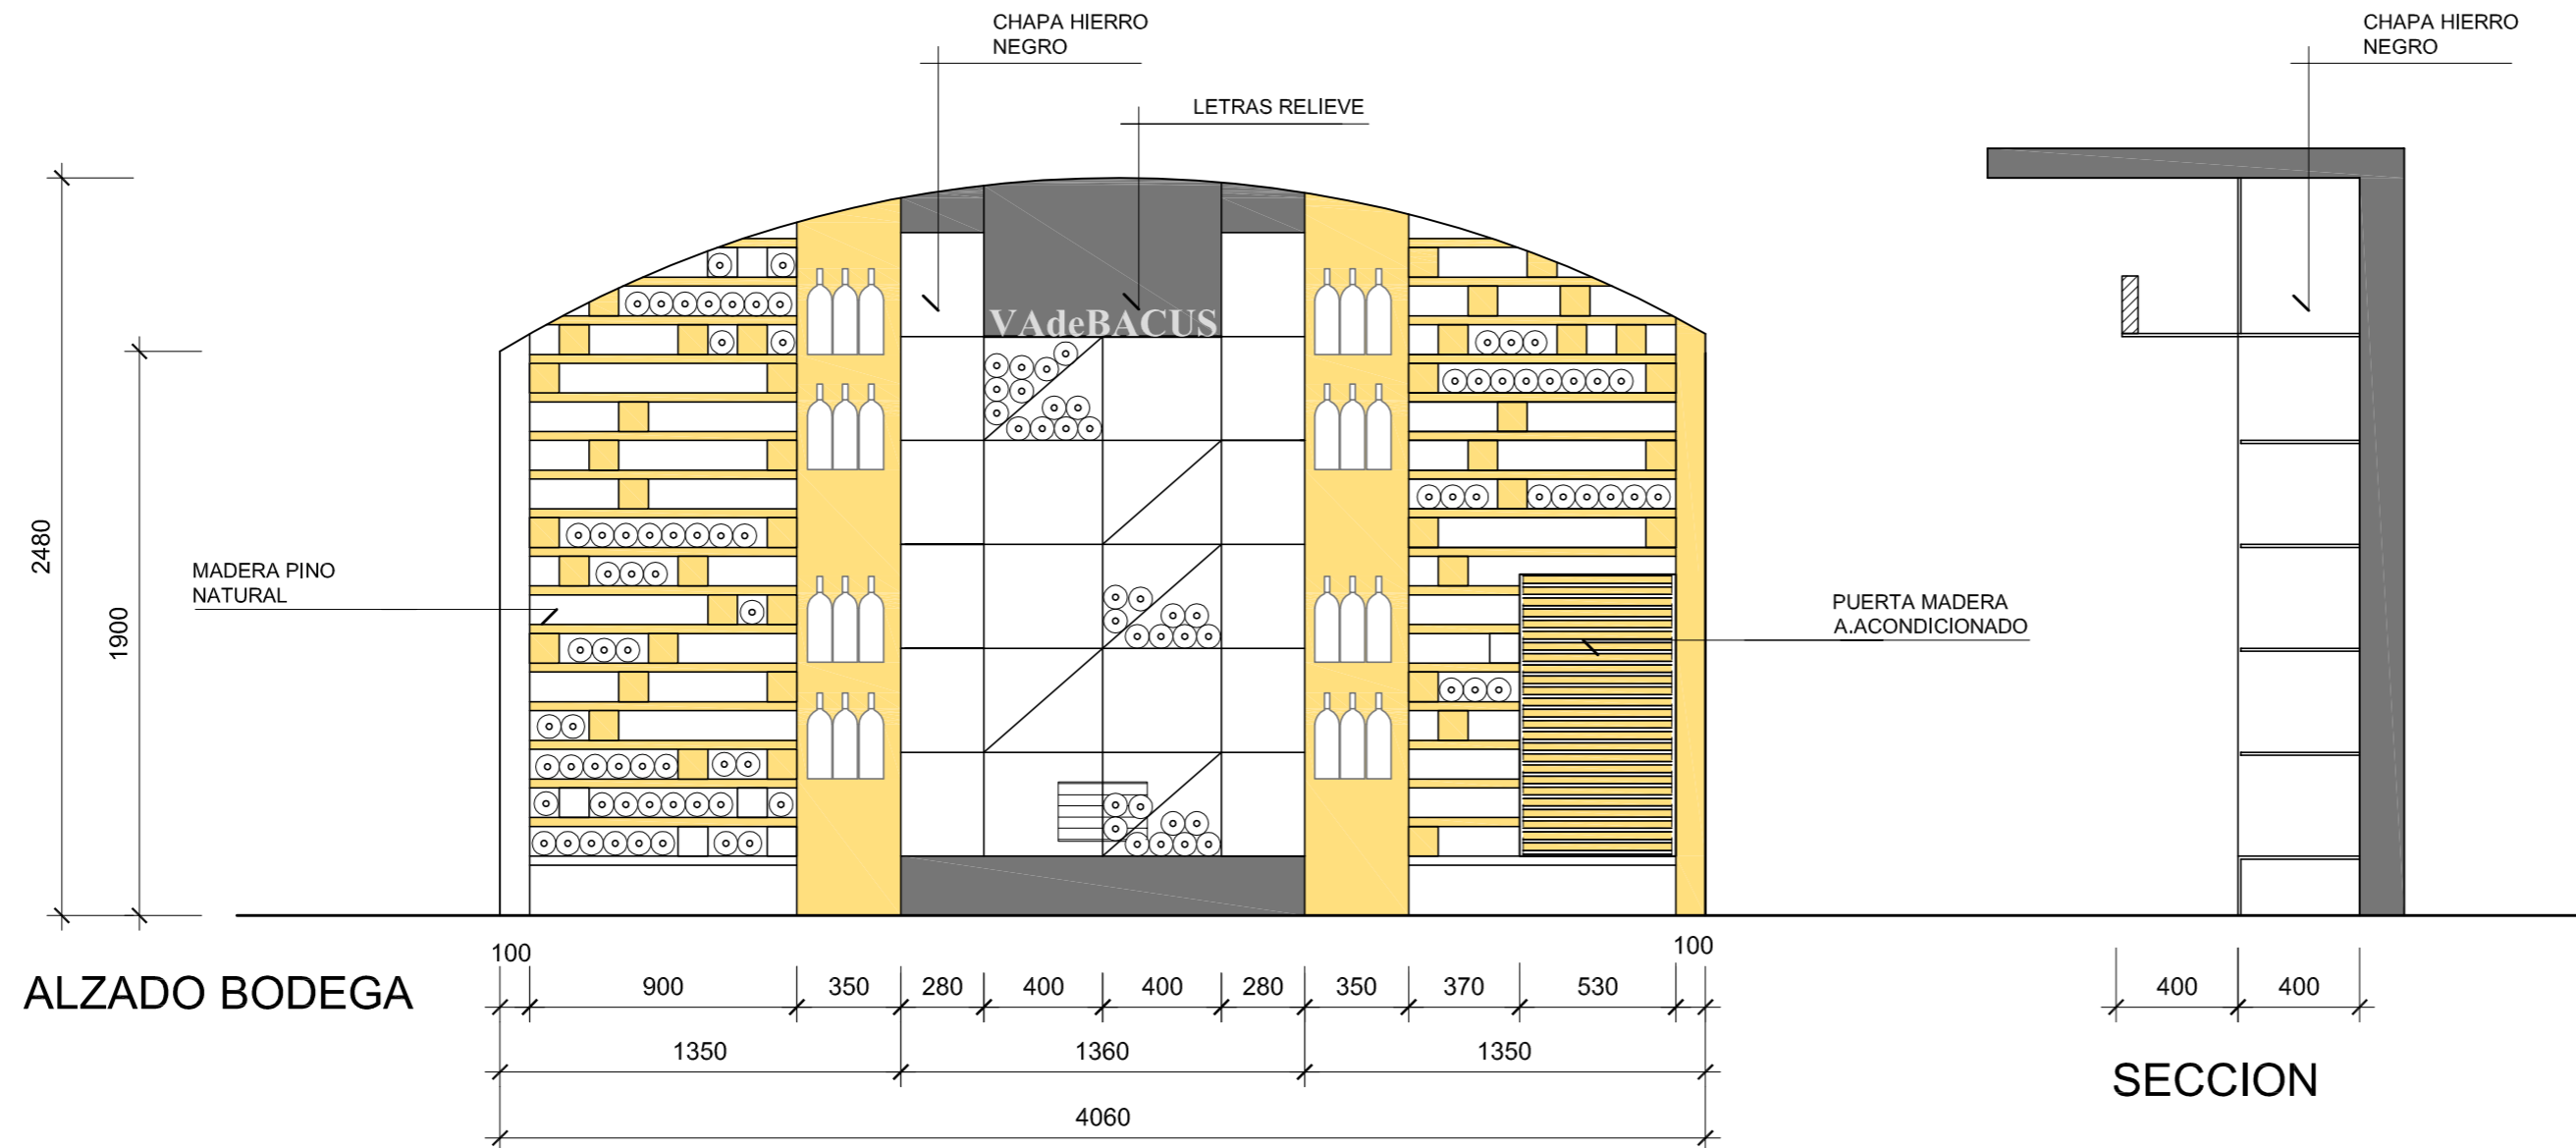 CHAPA HIERRO
NEGRO
CHAPA HIERRO
NEGRO
LETRAS RELIEVE
VAdeBACUS
2480
1900
MADERA PINO
NATURAL
PUERTA MADERA
A.ACONDICIONADO
100
100
900
350
280
400
400
280
350
370
530
400
400
ALZADO BODEGA
1350
1360
1350
SECCION
4060